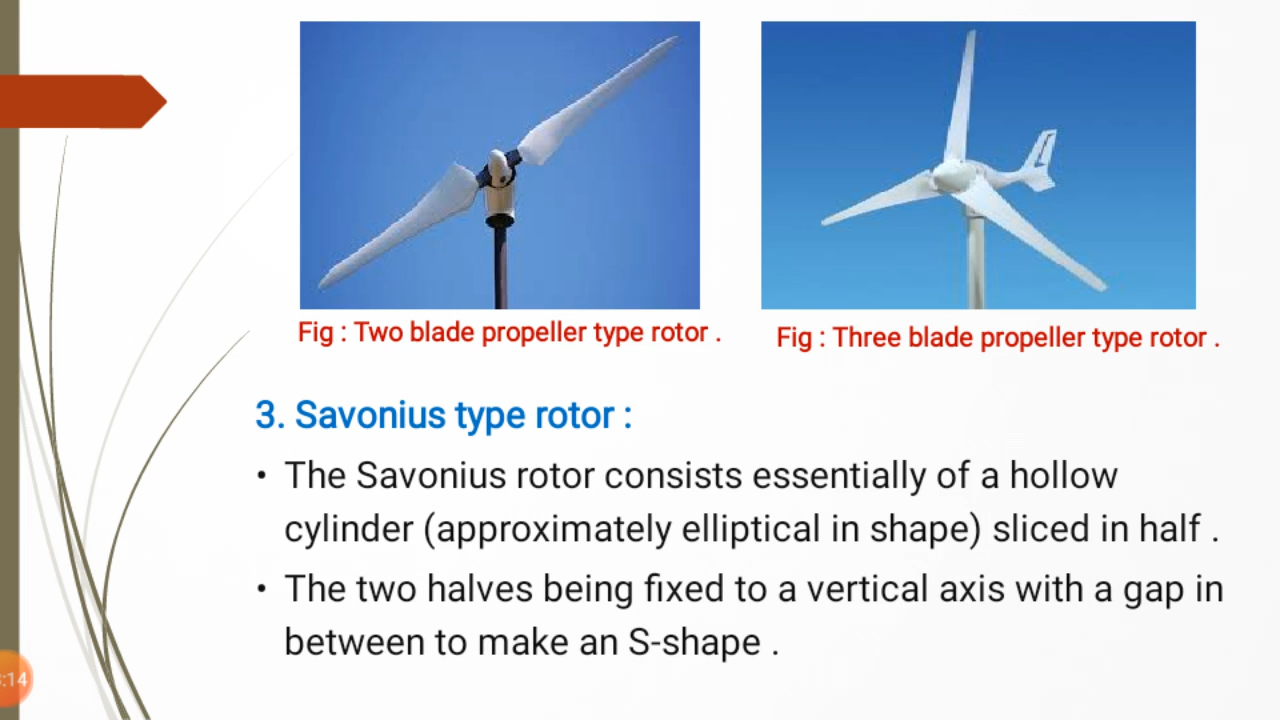 Fig : Two blade propeller type rotor .
Fig : Three blade propeller type rotor .
3. Savonius type rotor :
• The Savonius rotor consists essentially of a hollow
cylinder (approximately elliptical in shape) sliced in half .
• The two halves being fixed to a vertical axis with a gap in
between to make an S-shape .
:14